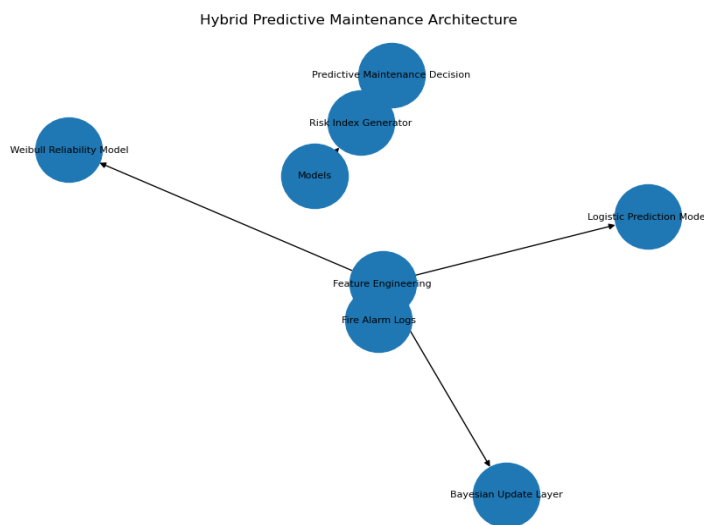 Hybrid Predictive Maintenance Architecture
Predictive Maintenance Decision
Risk Index Generator
Weibull Reliability Model
Models
Logistic Prediction Mode
Feature Engineering
Fire Alarm Logs
Bayesian Update Layer